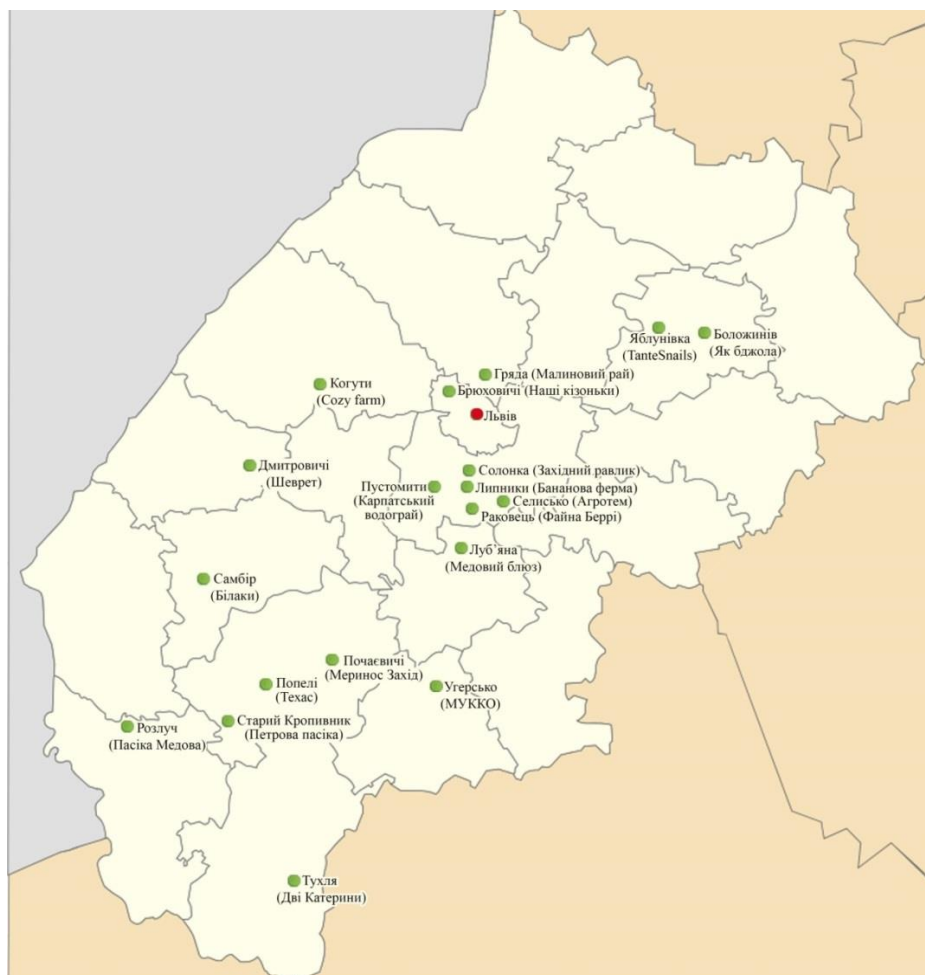 Яблунівка
(TanteSnails)
Боложинів
(Як бджола)
Гряда (Малиновий рай)
Когути
(Cozy farm)
Брюховичі (Наші кізоньки)
Львів
Дмитровичі
(Шеврет)
Солонка (Західний равлик)
Пустомити
(Карпатський
водограй)
Липники (Бананова ферма)
Селисько (Агротем)
Раковець (Файна Беррі)
Луб`яна
(Медовий блюз)
Самбір
(Білаки)
Почаєвичі
(Меринос Захід)
Попелі
(Техас)
Угерсько
(МУККО)
Старий Кропивник
(Петрова пасіка)
Розлуч
(Пасіка Медова)
Тухля
(Дві Катерини)